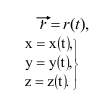 r⃗ = r(t),
x = x(t),
y = y(t),
z = z(t).